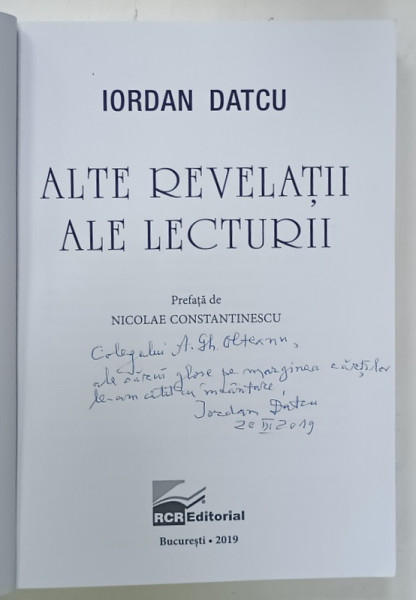 IORDAN DATCU
ALTE REVELAȚII
ALE LECTURII
Prefață de
NICOLAE CONSTANTINESCU
Colegului A. Gh. Olteanu,
ale cărui glose pe marginea cărților
le-am citit cu încântare,
Iordan Datcu
20 III 2019
RCR Editorial
București • 2019